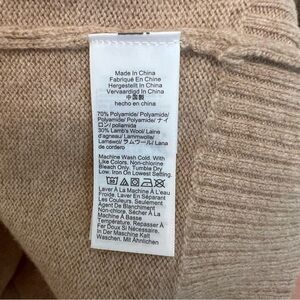 Made In China
Fabriqué En Chine
Hergestellt In China
Vervaardigd In China
中国製
hecho en china
70% Polyamide/ Polyamide/
Polyamide/ Polyamide/ ナイ
ロン/ poliamida
30% Lamb's Wool/ Laine
d'agneau/ Lammwolle/
Lamswol/ ラムウール/ Lana
de cordero
Machine Wash Cold. With
Like Colors. Non-chlorine
Bleach Only. Tumble Dry
Low. Iron On Lowest Setting.
Laver À La Machine À L'eau
Froide. Laver En Séparant
Les Couleurs. Seulement
Agent De Blanchiment
Non-chlore. Sécher À La
Machine À Basse
Température. Repasser À
Fer Doux Si Nécessaire.
In Der Maschine Kalt
Waschen. Mit Ähnlichen